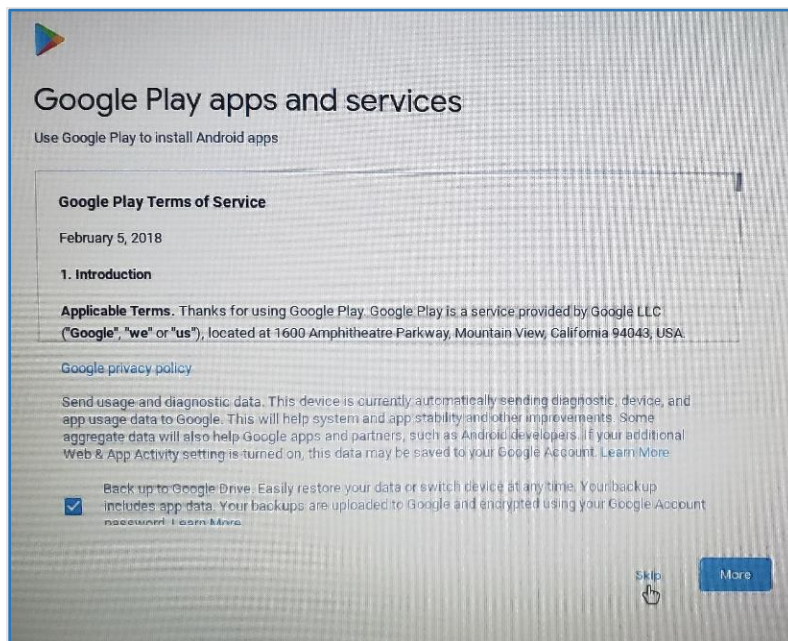 Google Play apps and services
Use Google Play to install Android apps
Google Play Terms of Service
February 5, 2018
1. Introduction
Applicable Terms. Thanks for using Google Play. Google Play is a service provided by Google LLC
("Google", "we" or "us"), located at 1600 Amphitheatre Parkway, Mountain View, California 94043, USA.
Google privacy policy
Send usage and diagnostic data. This device is currently automatically sending diagnostic, device, and
app usage data to Google. This will help system and app stability and other improvements. Some
aggregate data will also help Google apps and partners, such as Android developers. If your additional
Web & App Activity setting is turned on, this data may be saved to your Google Account. Learn More
Back up to Google Drive. Easily restore your data or switch device at any time. Your backup
includes app data. Your backups are uploaded to Google and encrypted using your Google Account
password. Learn More
Skip
More